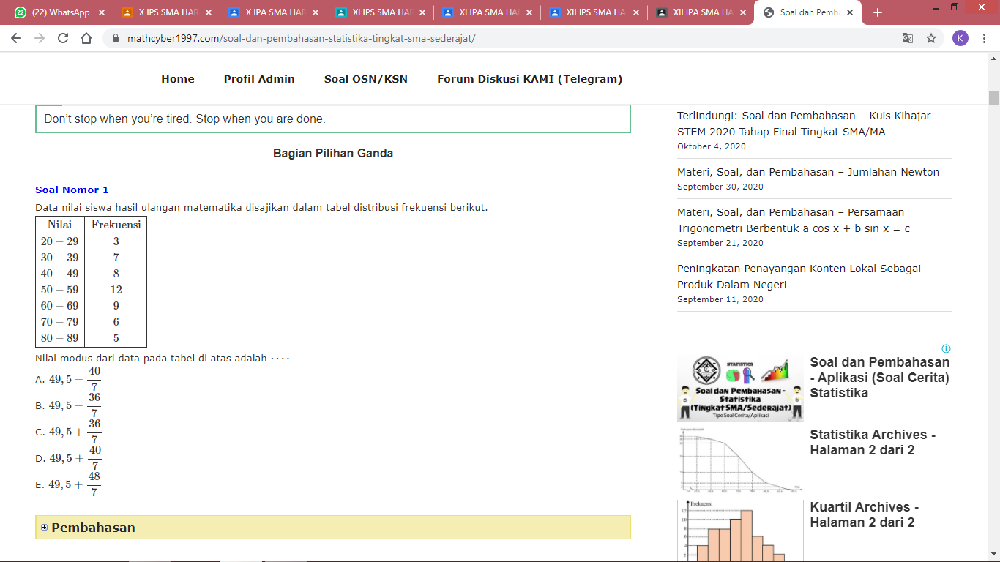 (22) WhatsApp
X IPS SMA HAR
X IPA SMA HAR
XI IPS SMA HAR
XI IPA SMA HA
XII IPS SMA HA
XII IPA SMA HA
Soal dan Pemb
mathcyber1997.com/soal-dan-pembahasan-statistika-tingkat-sma-sederajat/
K
Home Profil Admin Soal OSN/KSN Forum Diskusi KAMI (Telegram)
Don't stop when you're tired. Stop when you are done.
Bagian Pilihan Ganda
Soal Nomor 1
Data nilai siswa hasil ulangan matematika disajikan dalam tabel distribusi frekuensi berikut.
Nilai Frekuensi
20 − 29 3
30 − 39 7
40 − 49 8
50 − 59 12
60 − 69 9
70 − 79 6
80 − 89 5
Nilai modus dari data pada tabel di atas adalah ····
A. 49,5 − 40/7
B. 49,5 − 36/7
C. 49,5 + 36/7
D. 49,5 + 40/7
E. 49,5 + 48/7
Pembahasan
Terlindungi: Soal dan Pembahasan – Kuis Kihajar
STEM 2020 Tahap Final Tingkat SMA/MA
Oktober 4, 2020
Materi, Soal, dan Pembahasan – Jumlahan Newton
September 30, 2020
Materi, Soal, dan Pembahasan – Persamaan
Trigonometri Berbentuk a cos x + b sin x = c
September 21, 2020
Peningkatan Penayangan Konten Lokal Sebagai
Produk Dalam Negeri
September 11, 2020
STATISTICS
Soal dan Pembahasan -
Statistika
(Tingkat SMA/Sederajat)
Tipe Soal Cerita/Aplikasi
Soal dan Pembahasan
- Aplikasi (Soal Cerita)
Statistika
Statistika Archives -
Halaman 2 dari 2
Frekuensi
12
10
8
6
4
2
Kuartil Archives -
Halaman 2 dari 2